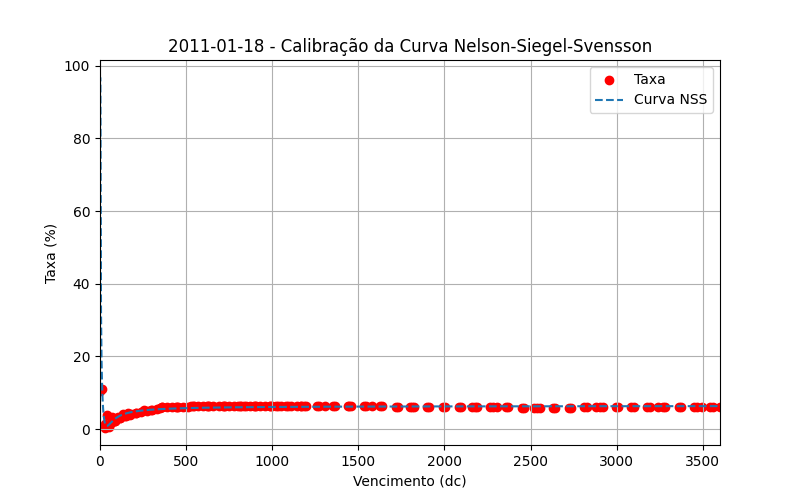 2011-01-18 - Calibração da Curva Nelson-Siegel-Svensson
Taxa
Curva NSS
Taxa (%)
100
80
60
40
20
0
0 500 1000 1500 2000 2500 3000 3500
Vencimento (dc)